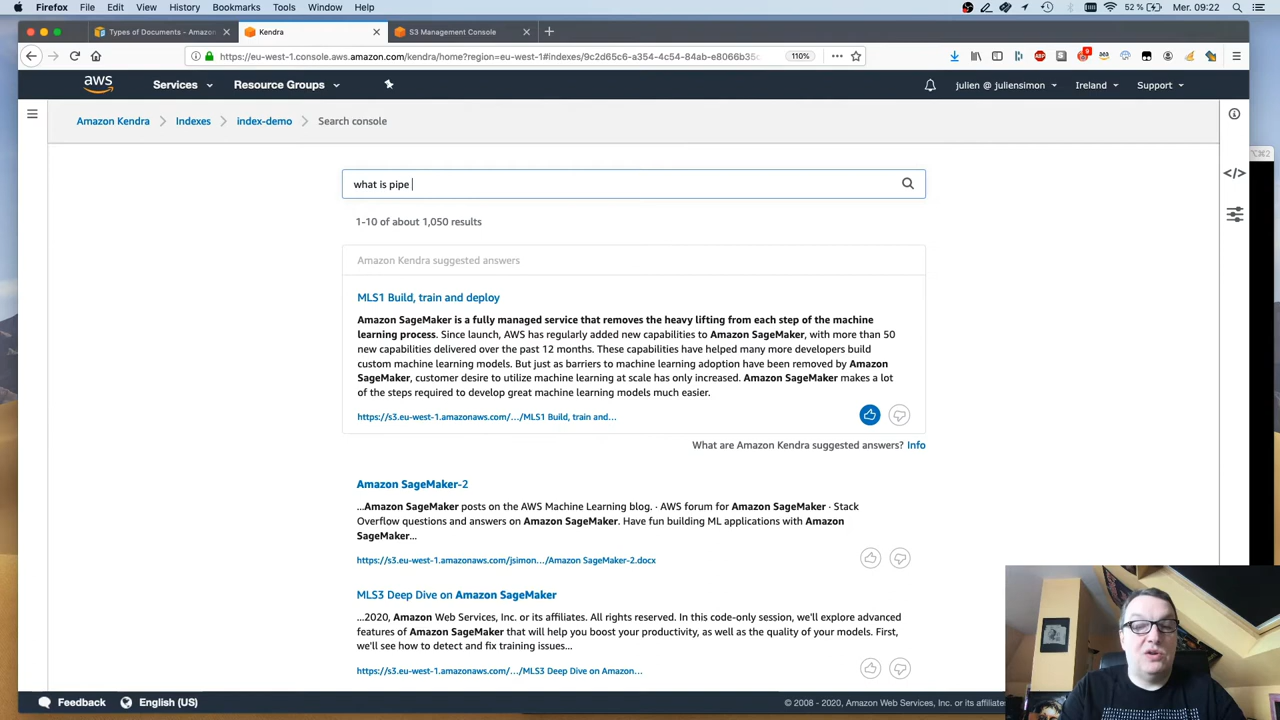 Firefox File Edit View History Bookmarks Tools Window Help 52 % Mer. 09:22
Types of Documents - Amazon
Kendra
S3 Management Console
https://eu-west-1.console.aws.amazon.com/kendra/home?region=eu-west-1#indexes/9c2d65c6-a354-4c54-84ab-e8066b35c 110%
aws Services Resource Groups julien @ juliensimon Ireland Support
Amazon Kendra Indexes index-demo Search console
what is pipe
1-10 of about 1,050 results
Amazon Kendra suggested answers
MLS1 Build, train and deploy
Amazon SageMaker is a fully managed service that removes the heavy lifting from each step of the machine
learning process. Since launch, AWS has regularly added new capabilities to Amazon SageMaker, with more than 50
new capabilities delivered over the past 12 months. These capabilities have helped many more developers build
custom machine learning models. But just as barriers to machine learning adoption have been removed by Amazon
SageMaker, customer desire to utilize machine learning at scale has only increased. Amazon SageMaker makes a lot
of the steps required to develop great machine learning models much easier.
https://s3.eu-west-1.amazonaws.com/.../MLS1 Build, train and...
What are Amazon Kendra suggested answers? Info
Amazon SageMaker-2
...Amazon SageMaker posts on the AWS Machine Learning blog. · AWS forum for Amazon SageMaker · Stack
Overflow questions and answers on Amazon SageMaker. Have fun building ML applications with Amazon
SageMaker...
https://s3.eu-west-1.amazonaws.com/jsimon.../Amazon SageMaker-2.docx
MLS3 Deep Dive on Amazon SageMaker
...2020, Amazon Web Services, Inc. or its affiliates. All rights reserved. In this code-only session, we'll explore advanced
features of Amazon SageMaker that will help you boost your productivity, as well as the quality of your models. First,
we'll see how to detect and fix training issues...
https://s3.eu-west-1.amazonaws.com/.../MLS3 Deep Dive on Amazon...
Feedback English (US) © 2008 - 2020, Amazon Web Services, Inc. or its affiliates